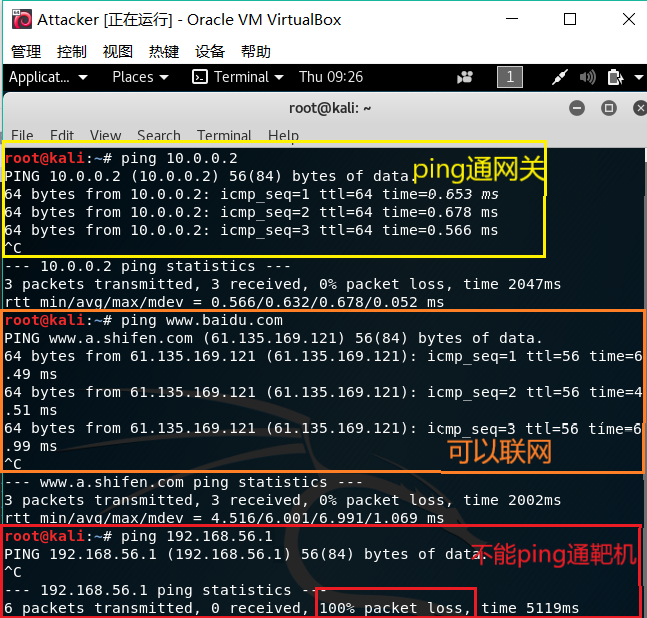 Attacker [正在运行] - Oracle VM VirtualBox
管理 控制 视图 热键 设备 帮助
Applicat... Places Terminal Thu 09:26 1
root@kali: ~
File Edit View Search Terminal Help
root@kali:~# ping 10.0.0.2
PING 10.0.0.2 (10.0.0.2) 56(84) bytes of data.
ping通网关
64 bytes from 10.0.0.2: icmp_seq=1 ttl=64 time=0.653 ms
64 bytes from 10.0.0.2: icmp_seq=2 ttl=64 time=0.678 ms
64 bytes from 10.0.0.2: icmp_seq=3 ttl=64 time=0.566 ms
^C
--- 10.0.0.2 ping statistics ---
3 packets transmitted, 3 received, 0% packet loss, time 2047ms
rtt min/avg/max/mdev = 0.566/0.632/0.678/0.052 ms
root@kali:~# ping www.baidu.com
PING www.a.shifen.com (61.135.169.121) 56(84) bytes of data.
64 bytes from 61.135.169.121 (61.135.169.121): icmp_seq=1 ttl=56 time=6
.49 ms
64 bytes from 61.135.169.121 (61.135.169.121): icmp_seq=2 ttl=56 time=4
.51 ms
64 bytes from 61.135.169.121 (61.135.169.121): icmp_seq=3 ttl=56 time=6
.99 ms
可以联网
^C
--- www.a.shifen.com ping statistics ---
3 packets transmitted, 3 received, 0% packet loss, time 2002ms
rtt min/avg/max/mdev = 4.516/6.001/6.991/1.069 ms
root@kali:~# ping 192.168.56.1
PING 192.168.56.1 (192.168.56.1) 56(84) bytes of data.
不能ping通靶机
^C
--- 192.168.56.1 ping statistics ---
6 packets transmitted, 0 received, 100% packet loss, time 5119ms